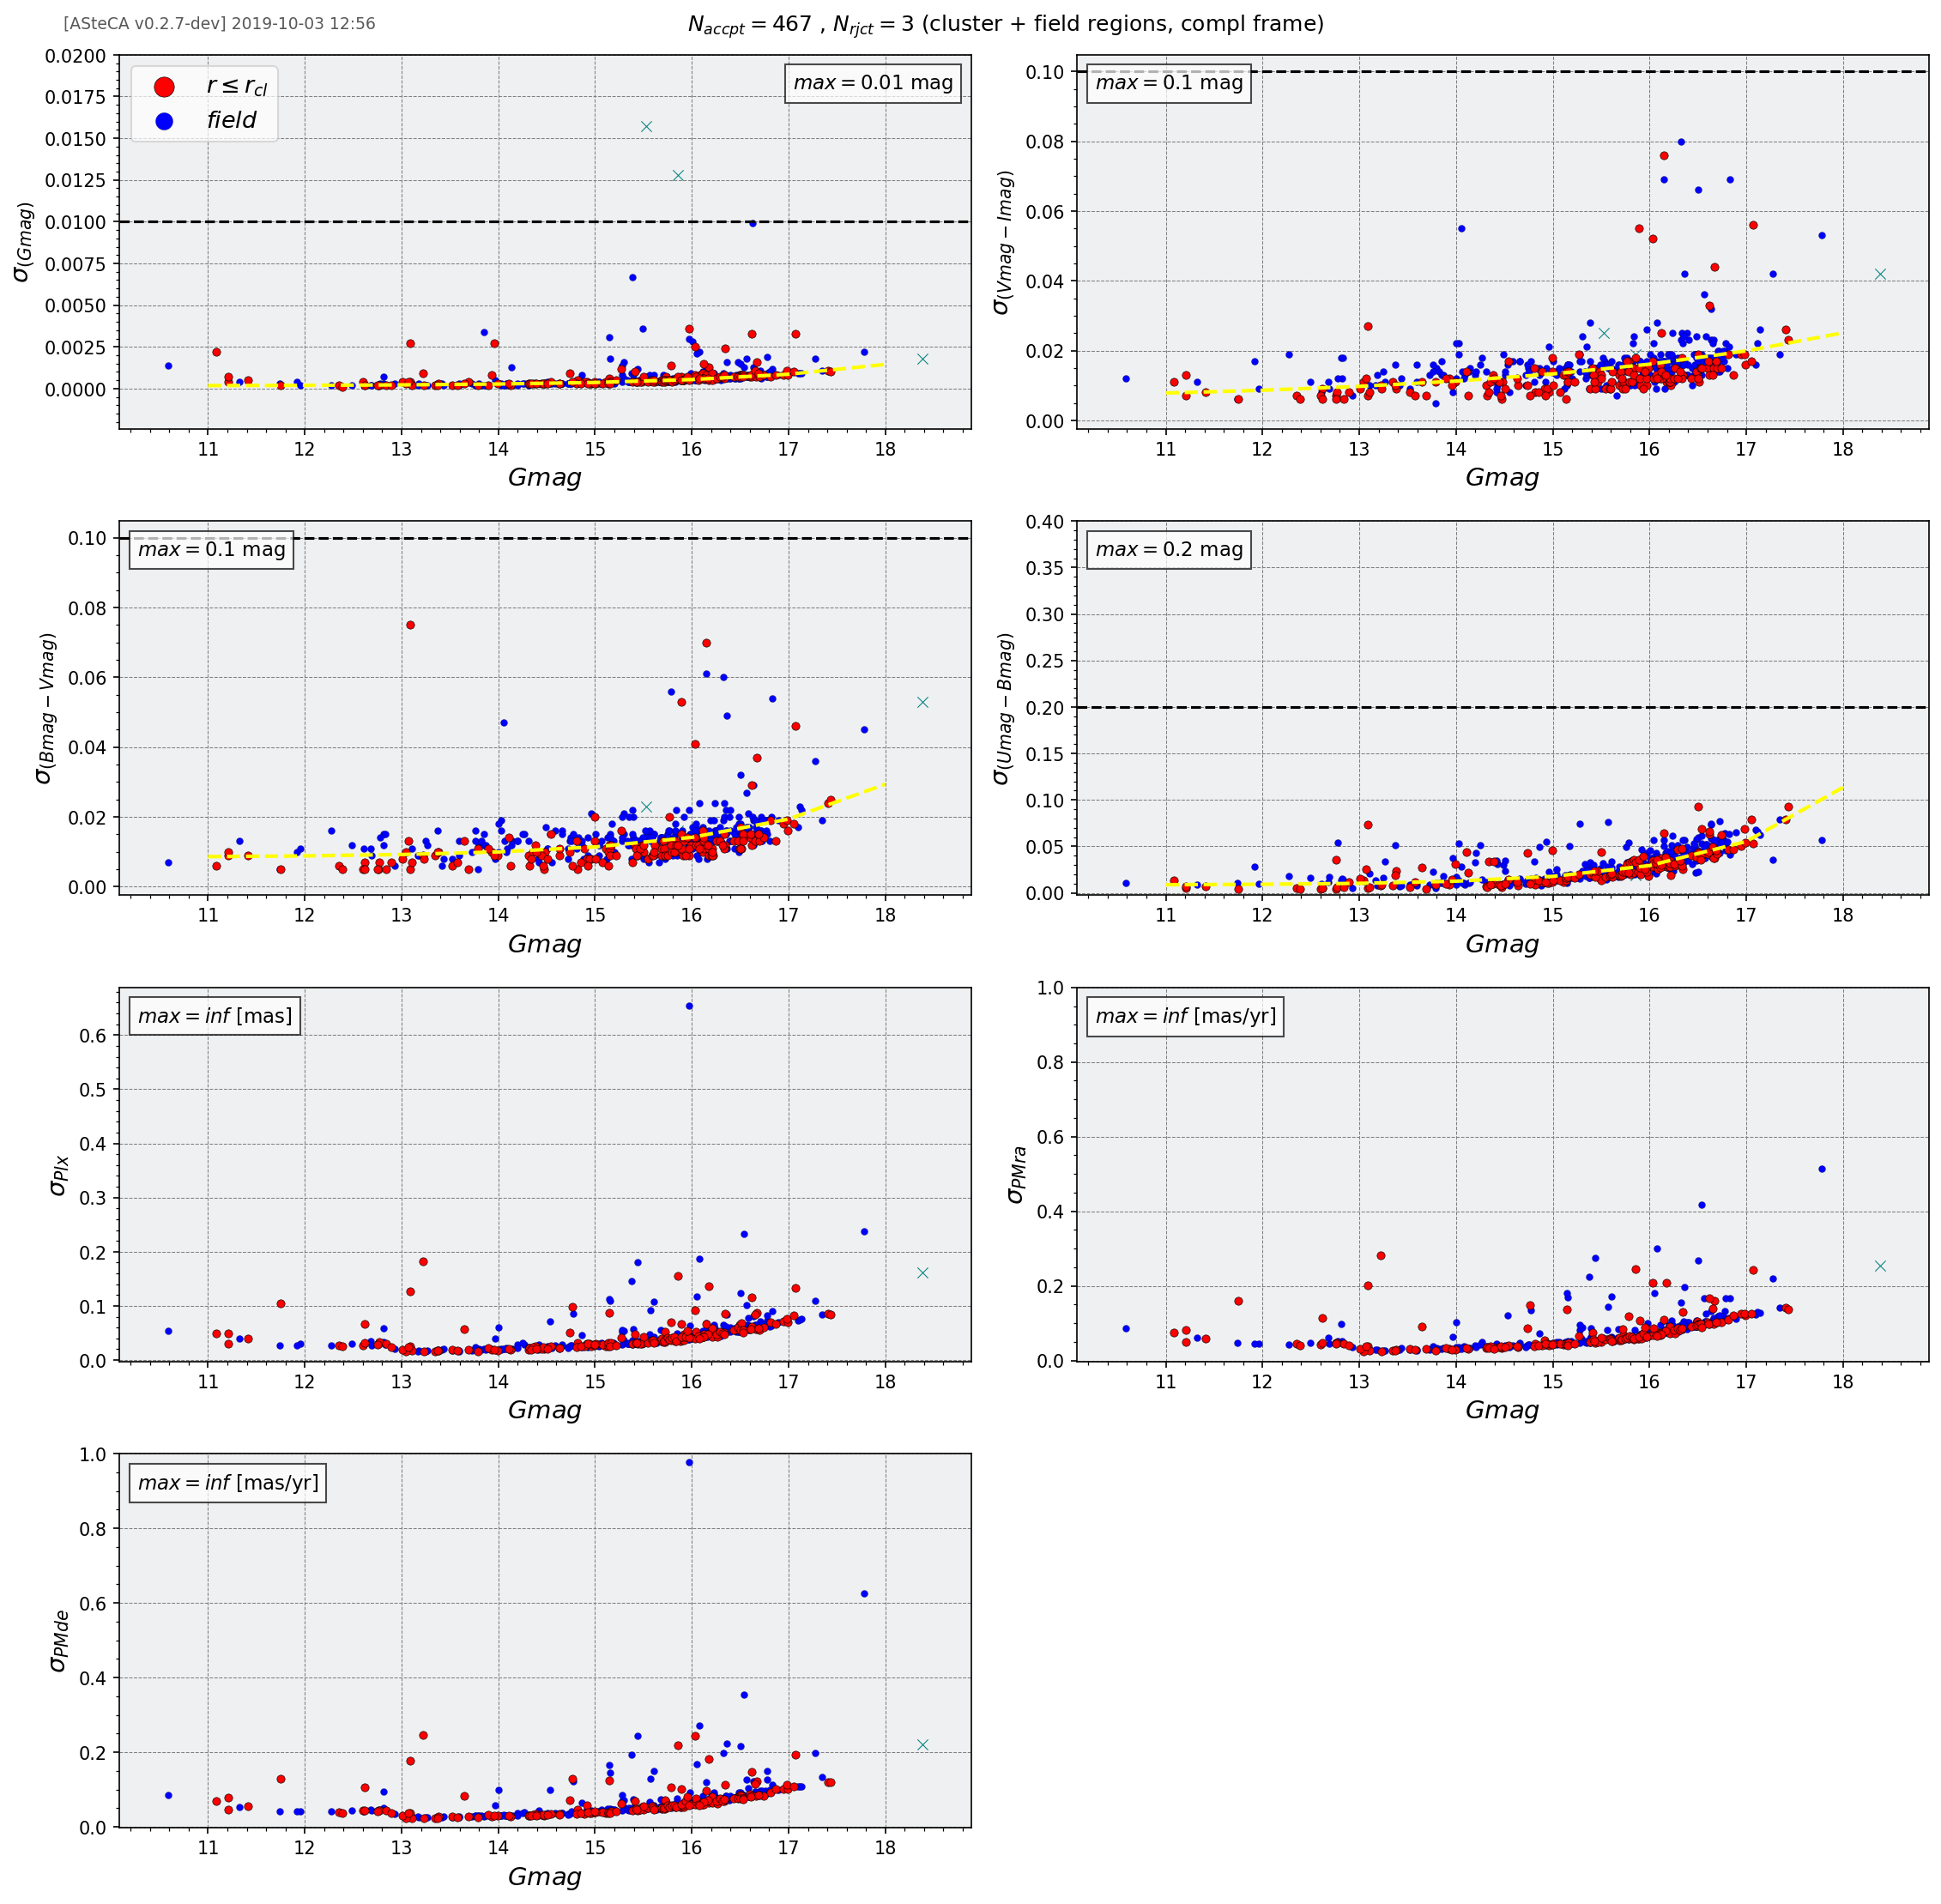 [ASteCA v0.2.7-dev] 2019-10-03 12:56
N_accpt = 467 , N_rjct = 3 (cluster + field regions, compl frame)
0.0200
0.0175
0.0150
0.0125
0.0100
0.0075
0.0050
0.0025
0.0000
σ(Gmag)
r ≤ r_cl
field
max = 0.01 mag
11 12 13 14 15 16 17 18
Gmag
0.10
0.08
0.06
0.04
0.02
0.00
σ(Vmag − Imag)
max = 0.1 mag
11 12 13 14 15 16 17 18
Gmag
0.10
0.08
0.06
0.04
0.02
0.00
σ(Bmag − Vmag)
max = 0.1 mag
11 12 13 14 15 16 17 18
Gmag
0.40
0.35
0.30
0.25
0.20
0.15
0.10
0.05
0.00
σ(Umag − Bmag)
max = 0.2 mag
11 12 13 14 15 16 17 18
Gmag
0.6
0.5
0.4
0.3
0.2
0.1
0.0
σPlx
max = inf [mas]
11 12 13 14 15 16 17 18
Gmag
1.0
0.8
0.6
0.4
0.2
0.0
σPMra
max = inf [mas/yr]
11 12 13 14 15 16 17 18
Gmag
1.0
0.8
0.6
0.4
0.2
0.0
σPMde
max = inf [mas/yr]
11 12 13 14 15 16 17 18
Gmag